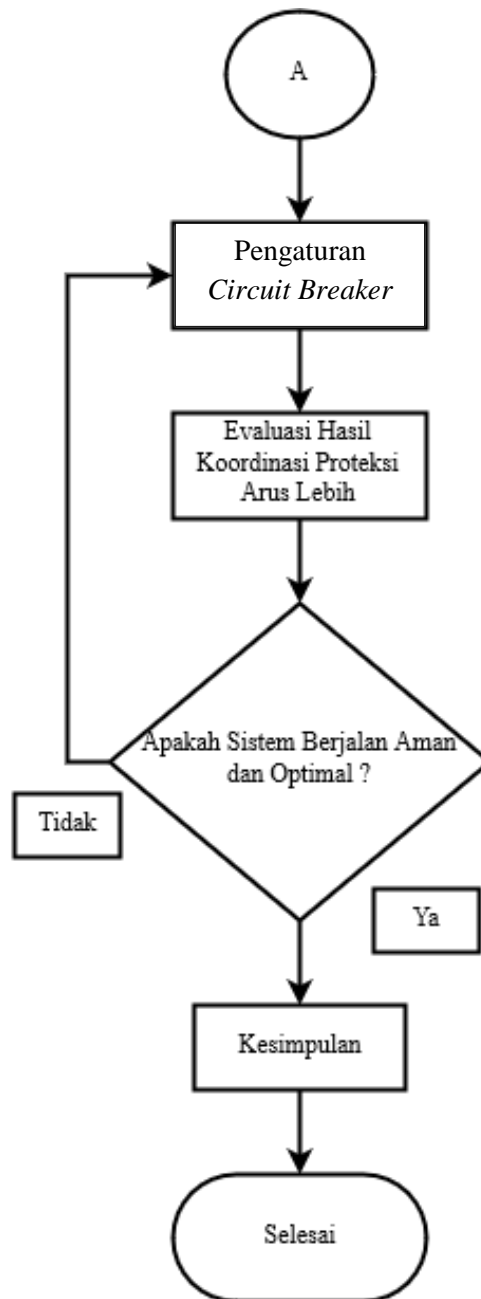 A
Pengaturan
Circuit Breaker
Evaluasi Hasil
Koordinasi Proteksi
Arus Lebih
Apakah Sistem Berjalan Aman
dan Optimal ?
Tidak
Ya
Kesimpulan
Selesai